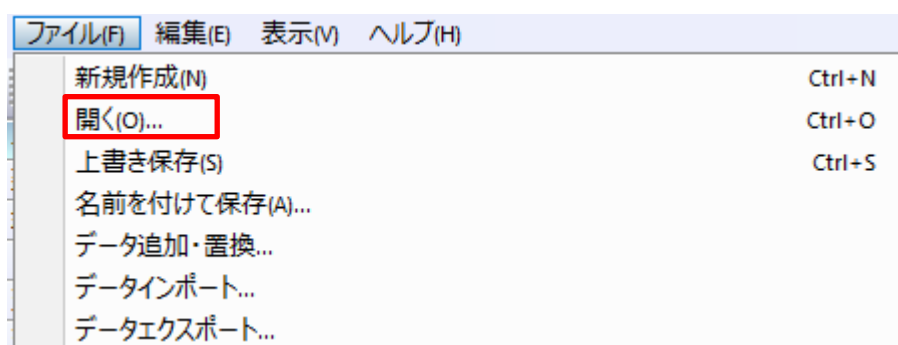 ファイル(F) 編集(E) 表示(V) ヘルプ(H)
新規作成(N) Ctrl+N
開く(O)... Ctrl+O
上書き保存(S) Ctrl+S
名前を付けて保存(A)...
データ追加・置換...
データインポート...
データエクスポート...